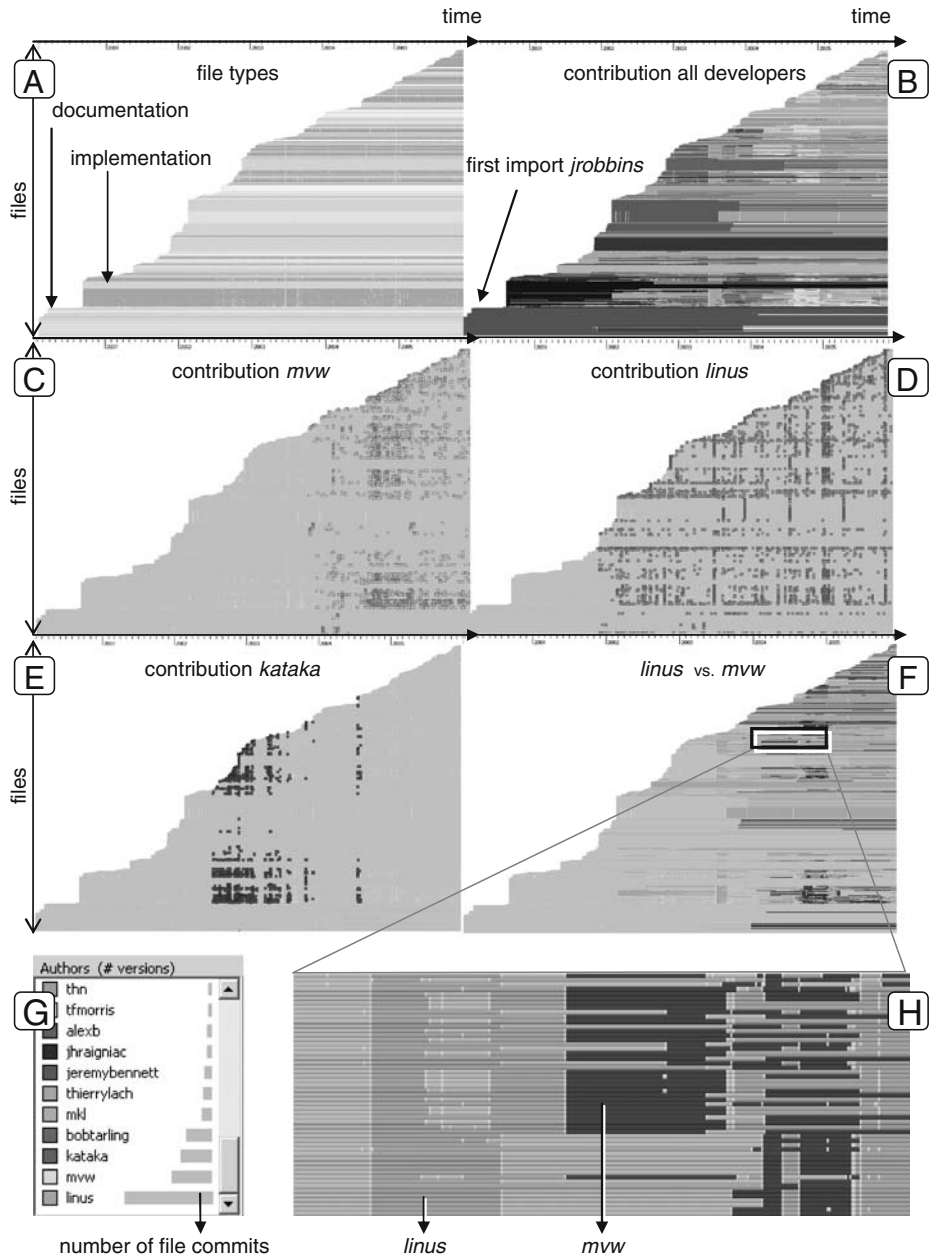 time
time
A
file types
contribution all developers
B
documentation
implementation
first import jrobbins
files
C
contribution mvw
contribution linus
D
files
E
contribution kataka
linus vs. mvw
F
files
G
Authors (# versions)
thn
tfmorris
alexb
jhraigniac
jeremybennett
thierrylach
mkl
bobtarling
kataka
mvw
linus
H
number of file commits
linus
mvw